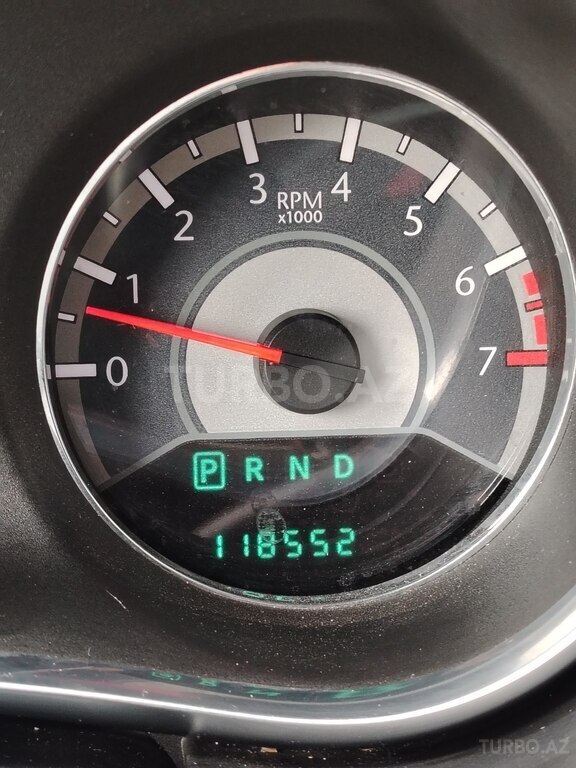 3 4
RPM
x1000
2 5
1 6
0 7
TURBO.AZ
P R N D
118552
TURBO.AZ